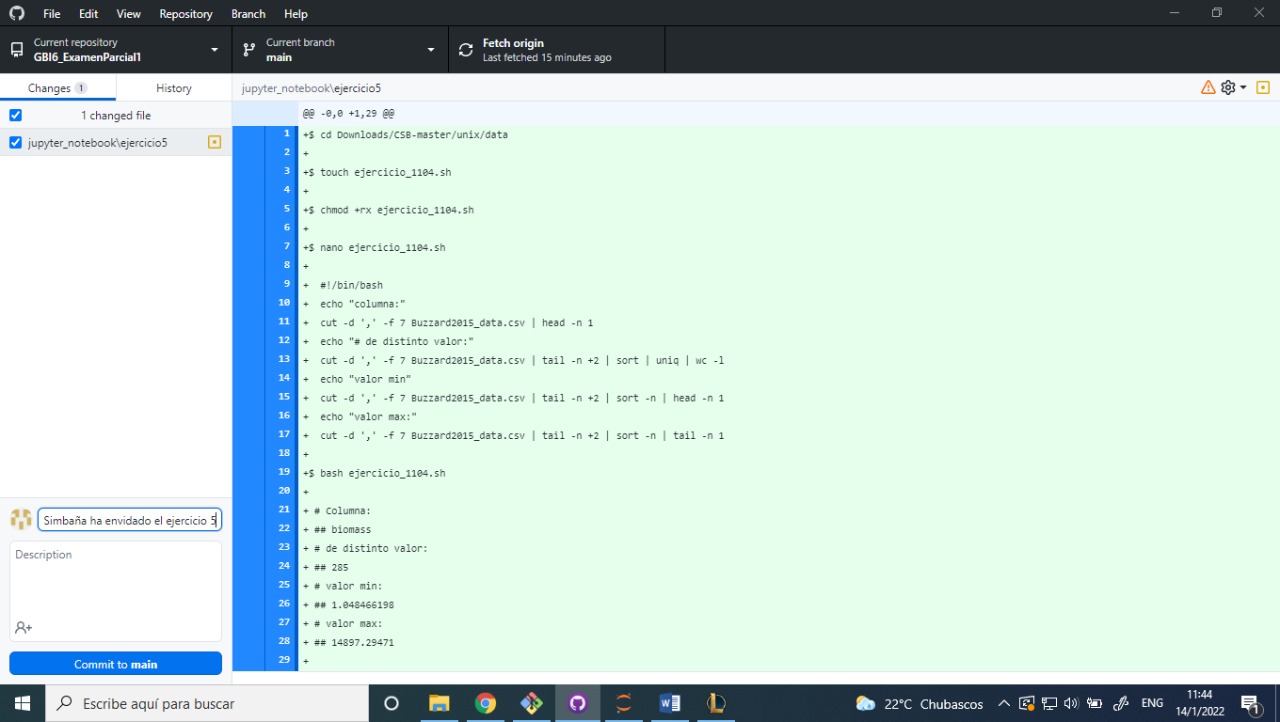 File Edit View Repository Branch Help
Current repository
GBI6_ExamenParcial1
Current branch
main
Fetch origin
Last fetched 15 minutes ago
Changes 1 History
jupyter_notebook\ejercicio5
1 changed file
jupyter_notebook\ejercicio5
@@ -0,0 +1,29 @@
1 +$ cd Downloads/CSB-master/unix/data
2 +
3 +$ touch ejercicio_1104.sh
4 +
5 +$ chmod +rx ejercicio_1104.sh
6 +
7 +$ nano ejercicio_1104.sh
8 +
9 + #!/bin/bash
10 + echo "columna:"
11 + cut -d ',' -f 7 Buzzard2015_data.csv | head -n 1
12 + echo "# de distinto valor:"
13 + cut -d ',' -f 7 Buzzard2015_data.csv | tail -n +2 | sort | uniq | wc -l
14 + echo "valor min"
15 + cut -d ',' -f 7 Buzzard2015_data.csv | tail -n +2 | sort -n | head -n 1
16 + echo "valor max:"
17 + cut -d ',' -f 7 Buzzard2015_data.csv | tail -n +2 | sort -n | tail -n 1
18 +
19 +$ bash ejercicio_1104.sh
20 +
21 + # Columna:
22 + ## biomass
23 + # de distinto valor:
24 + ## 285
25 + # valor min:
26 + ## 1.048466198
27 + # valor max:
28 + ## 14897.29471
29 +
Simbaña ha envidado el ejercicio 5
Description
Commit to main
Escribe aquí para buscar
22°C Chubascos
ENG
11:44
14/1/2022
1